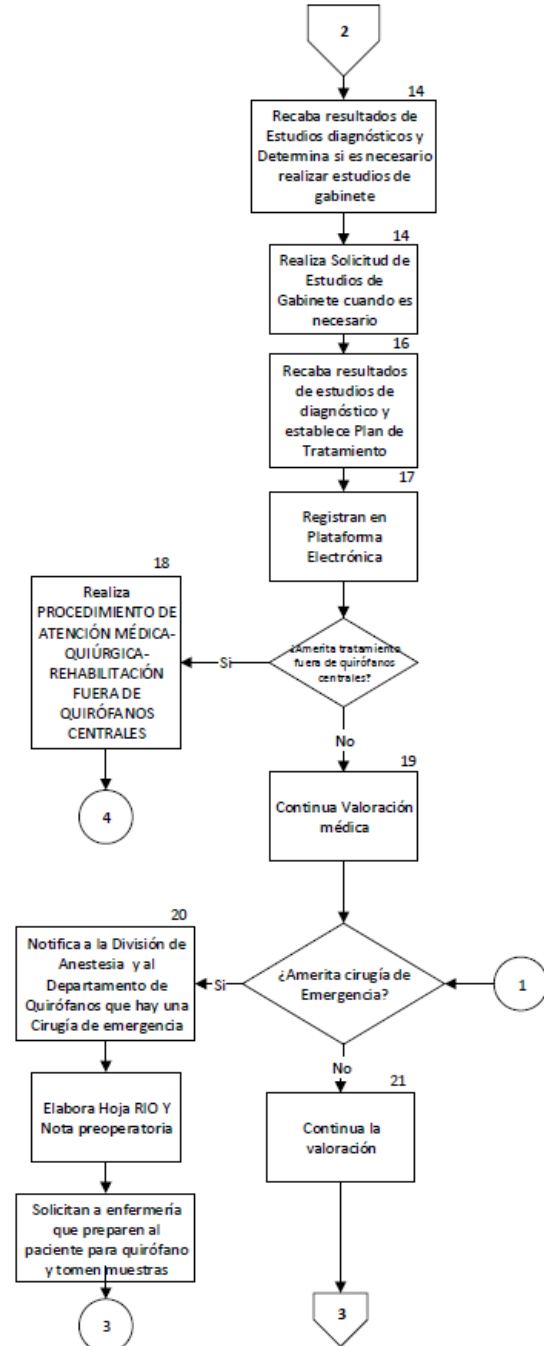 2
14
Recaba resultados de
Estudios diagnósticos y
Determina si es necesario
realizar estudios de
gabinete
14
Realiza Solicitud de
Estudios de
Gabinete cuando es
necesario
16
Recaba resultados
de estudios de
diagnóstico y
establece Plan de
Tratamiento
17
Registran en
Plataforma
Electrónica
18
Realiza
PROCEDIMIENTO DE
ATENCIÓN MÉDICA-
QUIÚRGICA-
REHABILITACIÓN
FUERA DE
QUIRÓFANOS
CENTRALES
Si
¿Amerita tratamiento
fuera de quirófanos
centrales?
No
4
19
Continua Valoración
médica
20
Notifica a la División de
Anestesia y al
Departamento de
Quirófanos que hay una
Cirugía de emergencia
Si
¿Amerita cirugía de
Emergencia?
1
No
21
Elabora Hoja RIO Y
Nota preoperatoria
Continua la
valoración
Solicitan a enfermería
que preparen al
paciente para quirófano
y tomen muestras
3
3